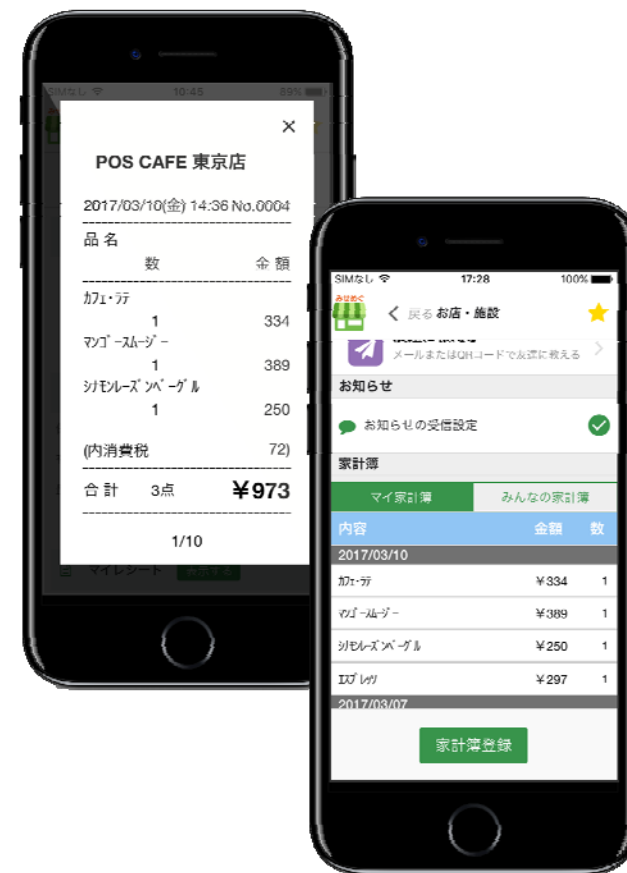 SIMなし 10:45 59%
×
POS CAFE 東京店
2017/03/10(金) 14:36 No.0004
品 名
数 金 額
ｶﾌｪ･ﾗﾃ
1 334
ﾏﾝｺﾞｰｽﾑｰｼﾞｰ
1 389
ｼﾅﾓﾝﾚｰｽﾞﾝﾍﾞｰｸﾞﾙ
1 250
(内消費税 72)
合 計 3点 ¥973
1/10
マイレシート 表示する
SIMなし 17:28 100%
みせめぐ
戻る お店・施設
メールまたはQRコードで友達に教える
お知らせ
お知らせの受信設定
家計簿
マイ家計簿 みんなの家計簿
内容 金額 数
2017/03/10
ｶﾌｪ･ﾗﾃ ¥334 1
ﾏﾝｺﾞｰｽﾑｰｼﾞｰ ¥389 1
ｼﾅﾓﾝﾚｰｽﾞﾝﾍﾞｰｸﾞﾙ ¥250 1
ｴｽﾌﾟﾚｯｿ ¥297 1
2017/03/07
家計簿登録